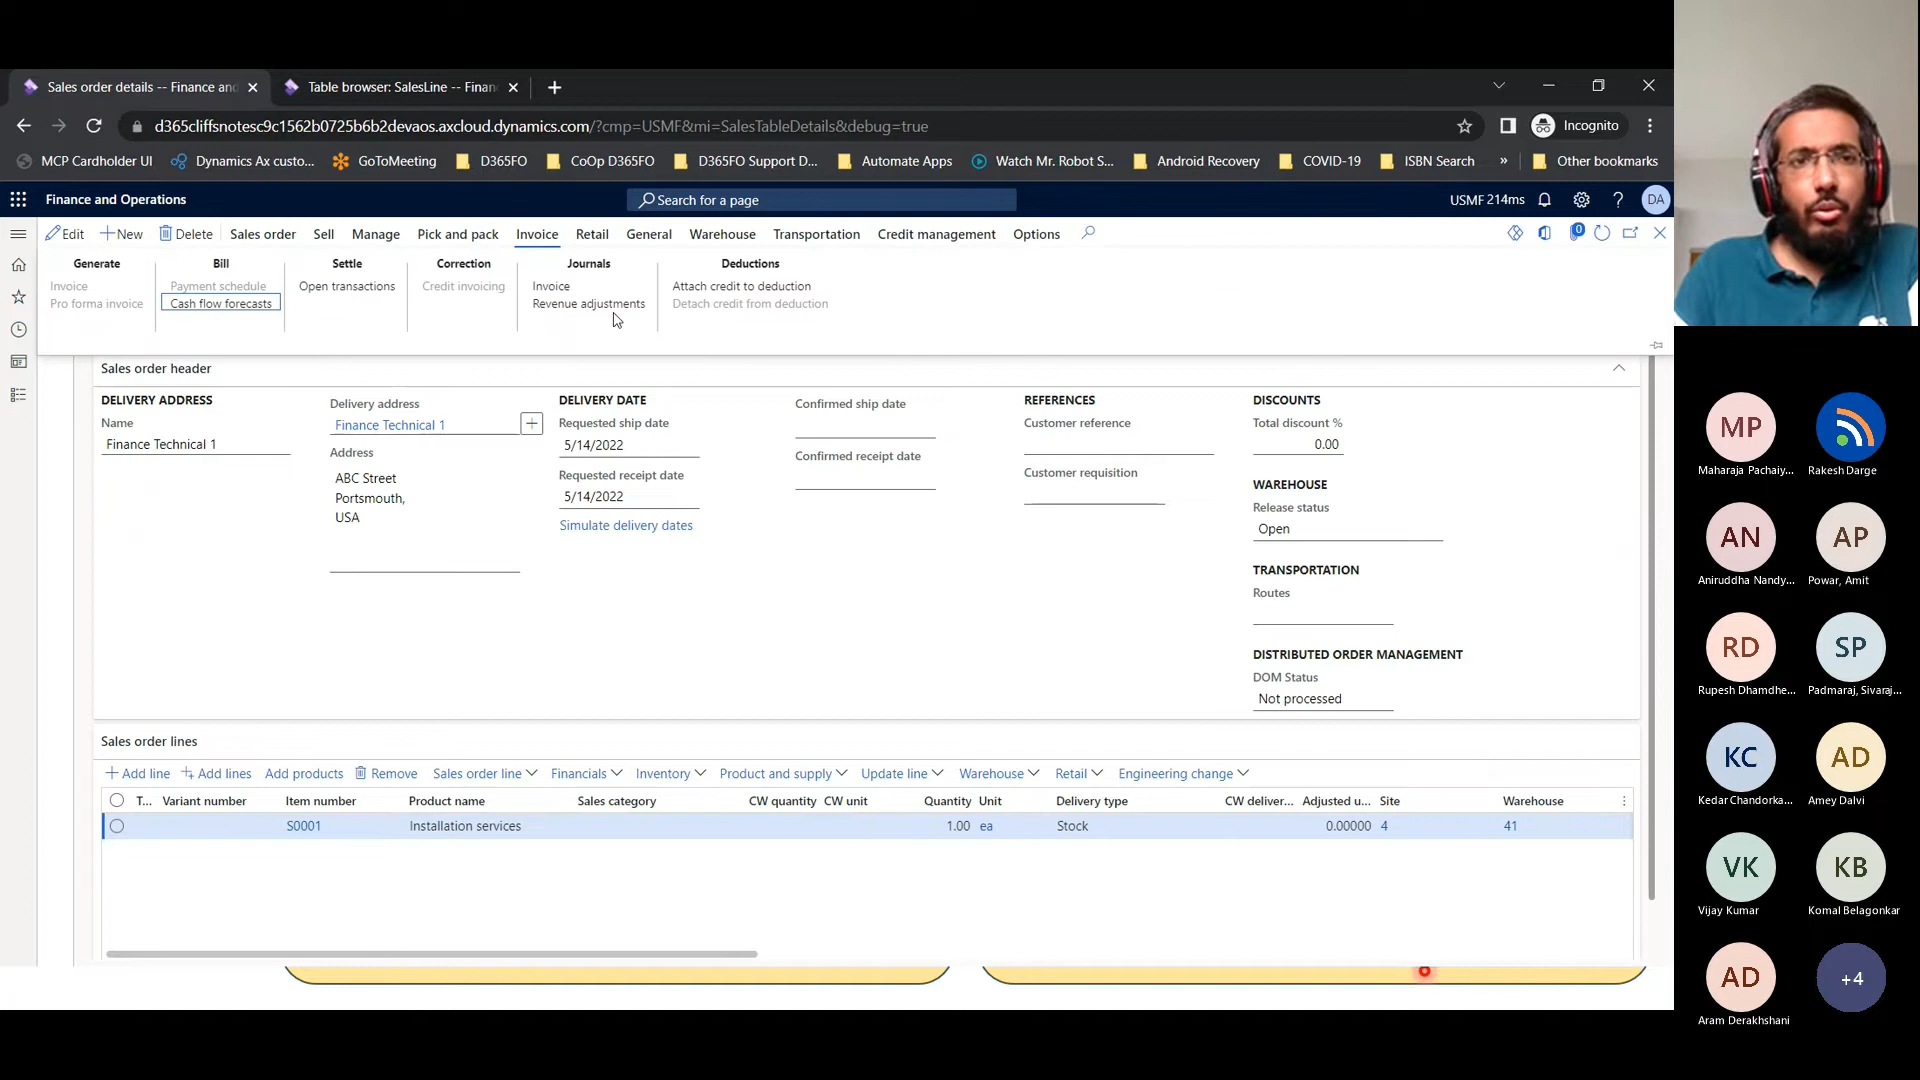 Sales order details -- Finance and
Table browser: SalesLine -- Finan
d365cliffsnotesc9c1562b0725b6b2devaos.axcloud.dynamics.com/?cmp=USMF&mi=SalesTableDetails&debug=true
Incognito
MCP Cardholder UI
Dynamics Ax custo...
GoToMeeting
D365FO
CoOp D365FO
D365FO Support D...
Automate Apps
Watch Mr. Robot S...
Android Recovery
COVID-19
ISBN Search
»
Other bookmarks
Finance and Operations
Search for a page
USMF 214ms
?
DA
Edit
New
Delete
Sales order
Sell
Manage
Pick and pack
Invoice
Retail
General
Warehouse
Transportation
Credit management
Options
0
Generate
Bill
Settle
Correction
Journals
Deductions
Invoice
Payment schedule
Open transactions
Credit invoicing
Invoice
Attach credit to deduction
Pro forma invoice
Cash flow forecasts
Revenue adjustments
Detach credit from deduction
Sales order header
DELIVERY ADDRESS
Name
Finance Technical 1
Delivery address
Finance Technical 1
Address
ABC Street
Portsmouth,
USA
DELIVERY DATE
Requested ship date
5/14/2022
Requested receipt date
5/14/2022
Simulate delivery dates
Confirmed ship date
Confirmed receipt date
REFERENCES
Customer reference
Customer requisition
DISCOUNTS
Total discount %
0.00
WAREHOUSE
Release status
Open
TRANSPORTATION
Routes
DISTRIBUTED ORDER MANAGEMENT
DOM Status
Not processed
Sales order lines
Add line
Add lines
Add products
Remove
Sales order line
Financials
Inventory
Product and supply
Update line
Warehouse
Retail
Engineering change
T... Variant number Item number Product name Sales category CW quantity CW unit Quantity Unit Delivery type CW deliver... Adjusted u... Site Warehouse
S0001 Installation services 1.00 ea Stock 0.00000 4 41
MP
Maharaja Pachaiy...
Rakesh Darge
AN
Aniruddha Nandy...
AP
Powar, Amit
RD
Rupesh Dhamdhe...
SP
Padmaraj, Sivaraj...
KC
Kedar Chandorka...
AD
Amey Dalvi
VK
Vijay Kumar
KB
Komal Belagonkar
AD
Aram Derakhshani
+4